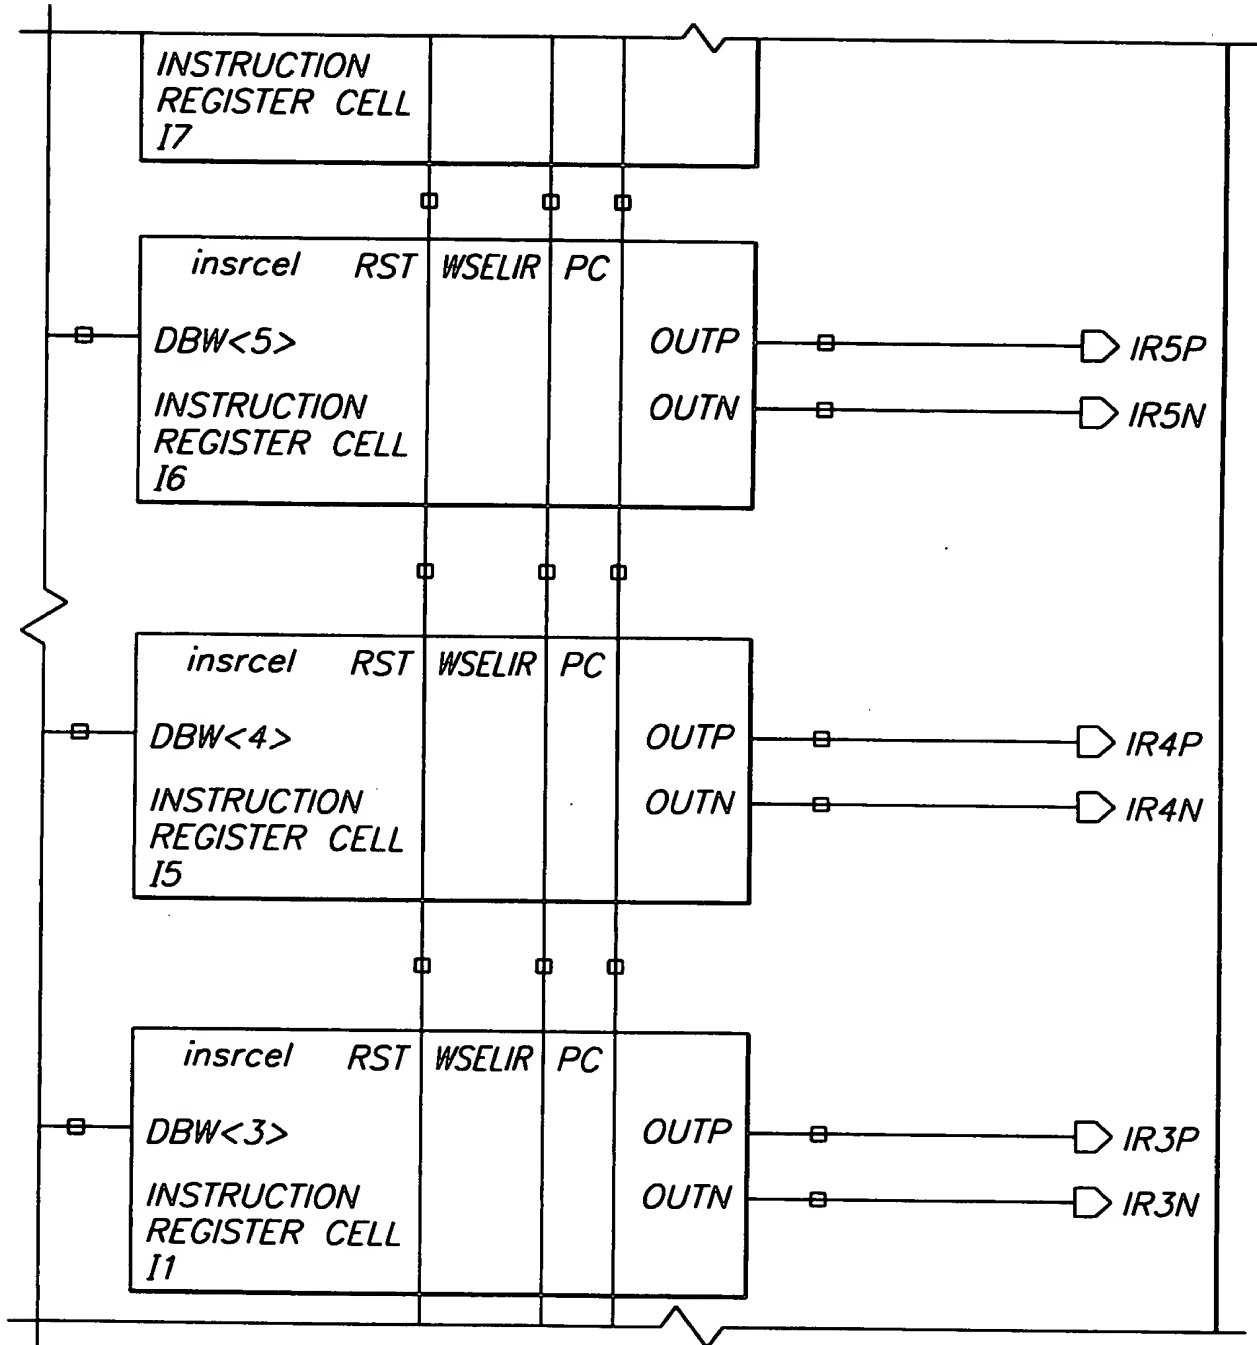 INSTRUCTION
REGISTER CELL
I7
insrcel RST WSELIR PC
DBW<5> OUTP IR5P
INSTRUCTION OUTN IR5N
REGISTER CELL
I6
insrcel RST WSELIR PC
DBW<4> OUTP IR4P
INSTRUCTION OUTN IR4N
REGISTER CELL
I5
insrcel RST WSELIR PC
DBW<3> OUTP IR3P
INSTRUCTION OUTN IR3N
REGISTER CELL
I1